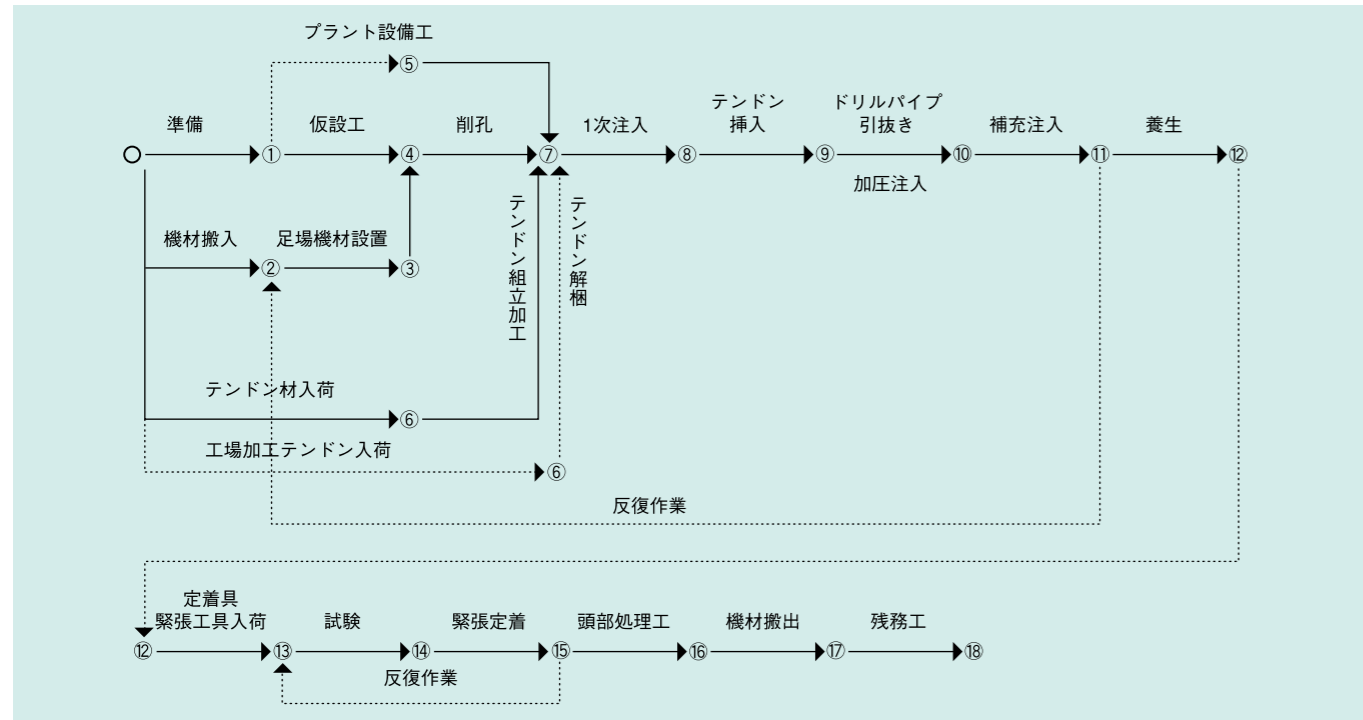 プラント設備工
⑤
準備
仮設工
削孔
1次注入
テンドン
挿入
ドリルパイプ
引抜き
補充注入
養生
①
④
⑦
⑧
⑨
⑩
⑪
⑫
加圧注入
機材搬入
足場機材設置
②
③
テンドン組立加工
テンドン解梱
テンドン材入荷
⑥
工場加工テンドン入荷
⑥
反復作業
定着具
緊張工具入荷
試験
緊張定着
頭部処理工
機材搬出
残務工
⑫
⑬
⑭
⑮
⑯
⑰
⑱
反復作業